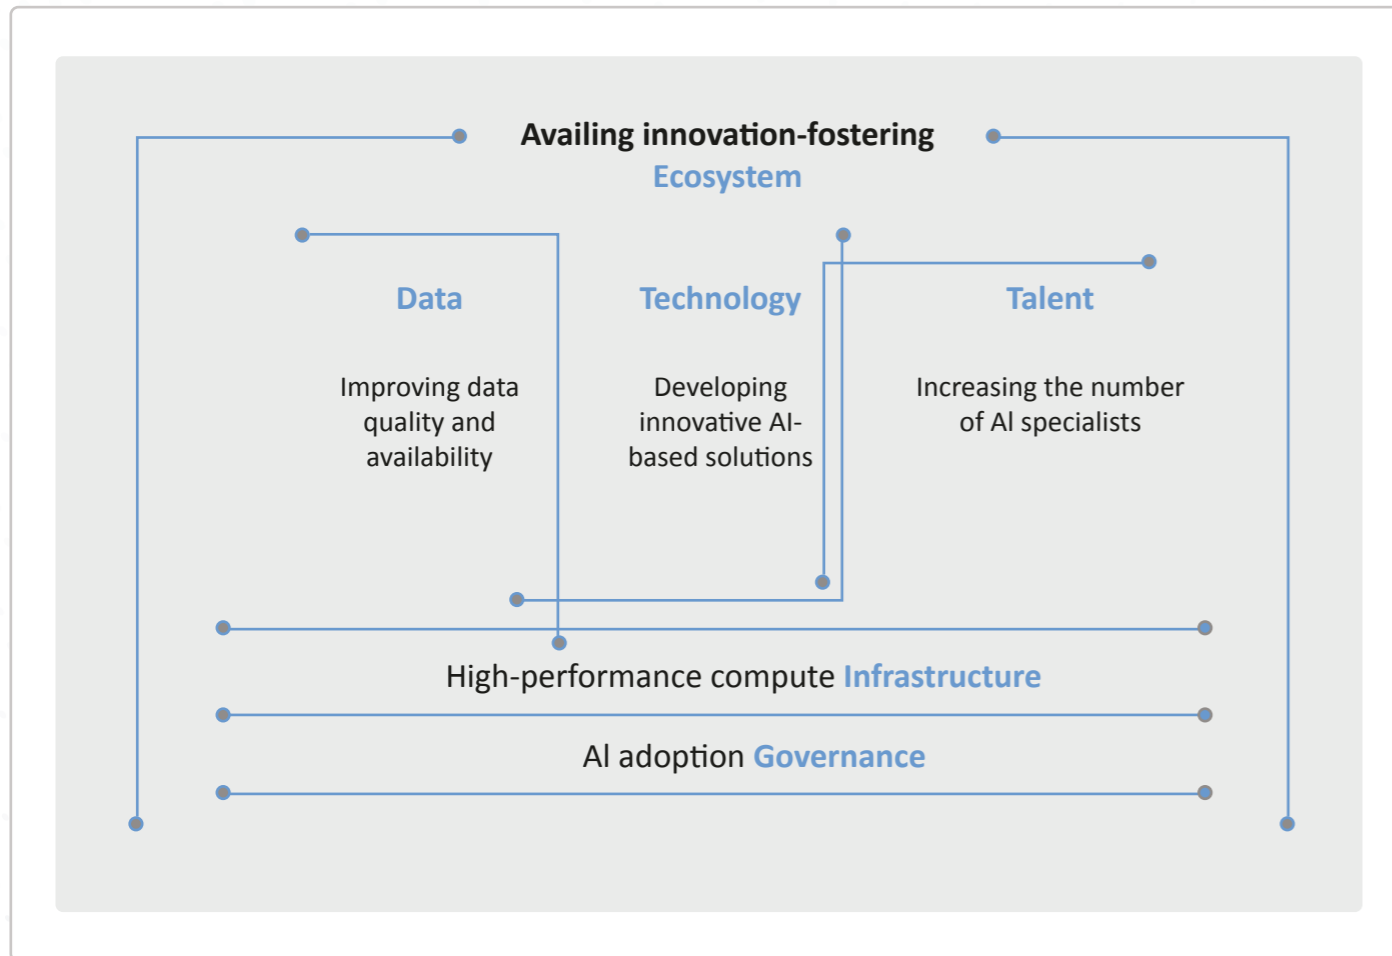 Availing innovation-fostering
Ecosystem
Data
Improving data
quality and
availability
Technology
Developing
innovative AI-
based solutions
Talent
Increasing the number
of AI specialists
High-performance compute Infrastructure
AI adoption Governance